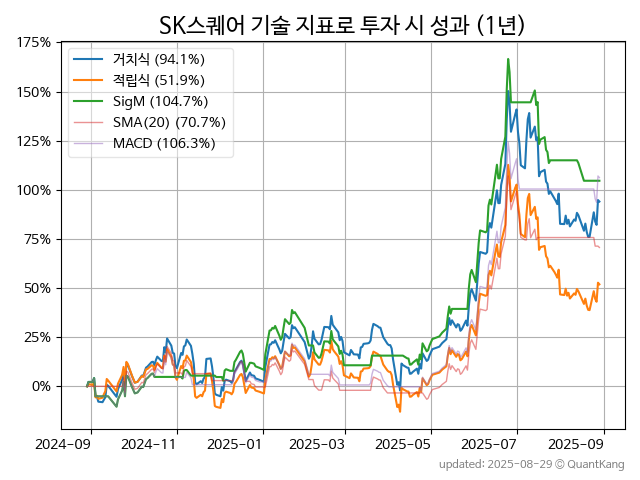 SK스퀘어 기술 지표로 투자 시 성과 (1년)
175%
150%
125%
100%
75%
50%
25%
0%
거치식 (94.1%)
적립식 (51.9%)
SigM (104.7%)
SMA(20) (70.7%)
MACD (106.3%)
2024-09 2024-11 2025-01 2025-03 2025-05 2025-07 2025-09
updated: 2025-08-29 © QuantKang